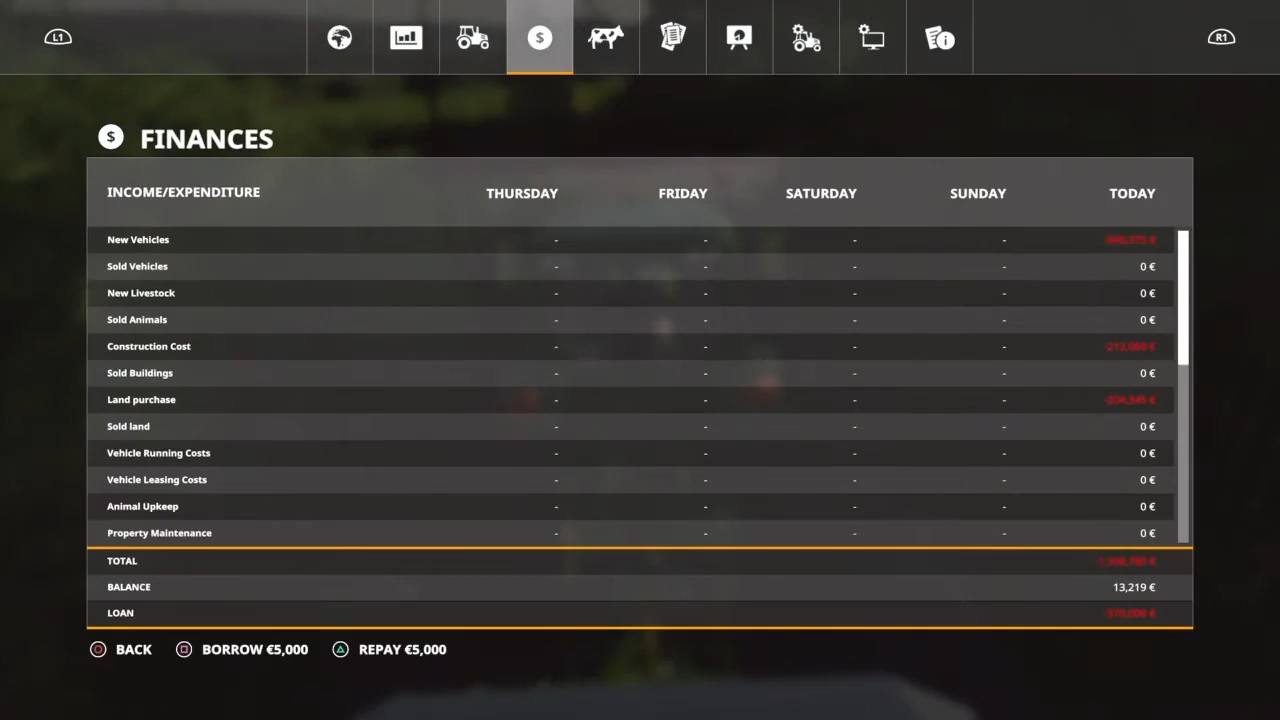 L1
R1
$ FINANCES
INCOME/EXPENDITURE THURSDAY FRIDAY SATURDAY SUNDAY TODAY
New Vehicles - - - -
Sold Vehicles - - - - 0 €
New Livestock - - - - 0 €
Sold Animals - - - - 0 €
Construction Cost - - - -
Sold Buildings - - - - 0 €
Land purchase - - - -
Sold land - - - - 0 €
Vehicle Running Costs - - - - 0 €
Vehicle Leasing Costs - - - - 0 €
Animal Upkeep - - - - 0 €
Property Maintenance - - - - 0 €
TOTAL
BALANCE 13,219 €
LOAN
BACK BORROW €5,000 REPAY €5,000